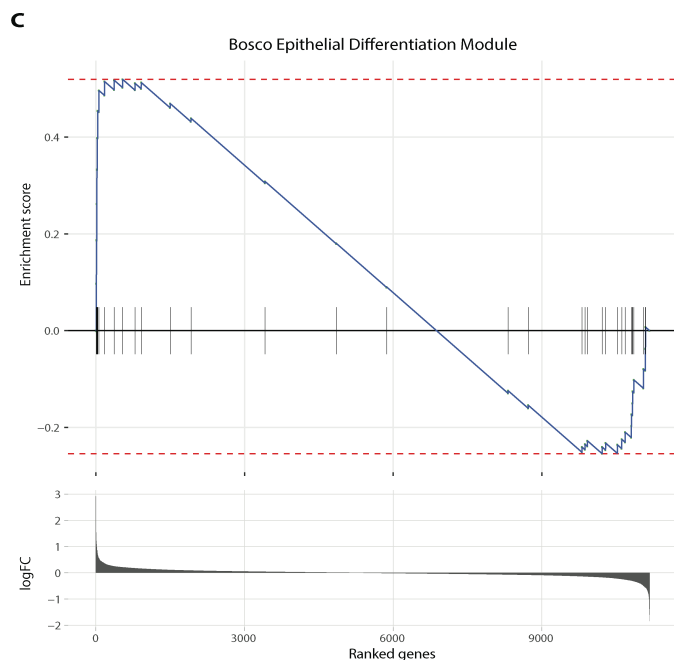 C
Bosco Epithelial Differentiation Module
Enrichment score
0.4
0.2
0.0
−0.2
logFC
3
2
1
0
−1
−2
0 3000 6000 9000
Ranked genes